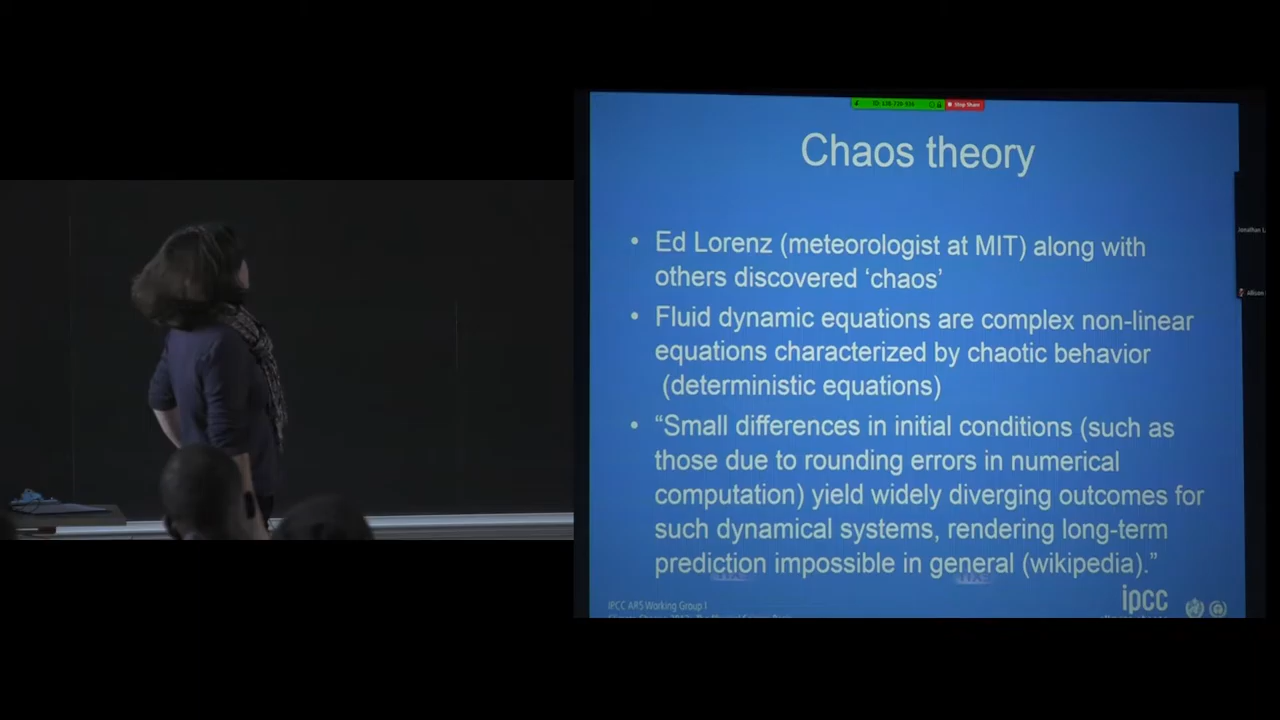 Stop Share
Chaos theory
• Ed Lorenz (meteorologist at MIT) along with
others discovered ‘chaos’
• Fluid dynamic equations are complex non-linear
equations characterized by chaotic behavior
(deterministic equations)
• “Small differences in initial conditions (such as
those due to rounding errors in numerical
computation) yield widely diverging outcomes for
such dynamical systems, rendering long-term
prediction impossible in general (wikipedia).”
Jonathan
Allison
IPCC AR5 Working Group I
ipcc